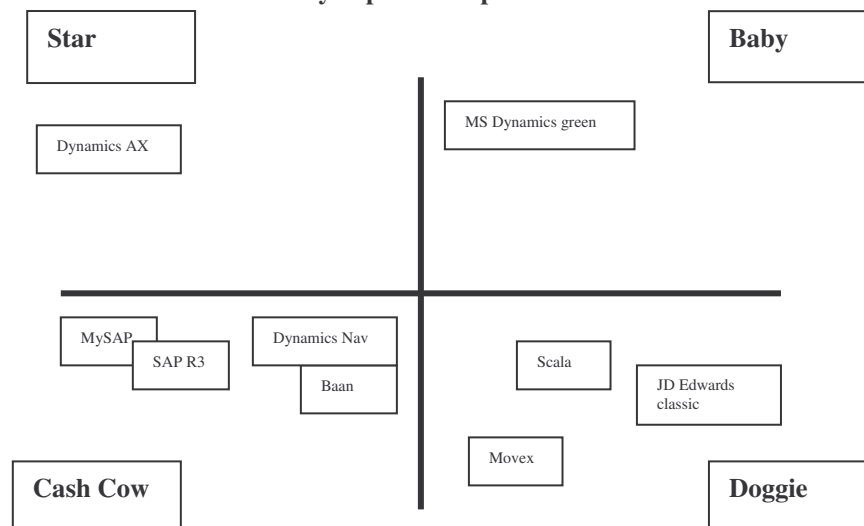 Star
Baby
MS Dynamics green
Dynamics AX
MySAP
SAP R3
Dynamics Nav
Baan
Scala
JD Edwards
classic
Movex
Cash Cow
Doggie